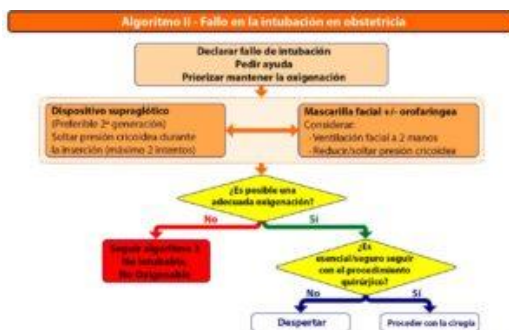 Algoritmo II - Fallo en la intubación en obstetricia
Declarar fallo de intubación
Pedir ayuda
Priorizar mantener la oxigenación
Dispositivo supraglótico
(Preferible 2ª generación)
Soltar presión cricoidea durante
la inserción (máximo 2 intentos)
Mascarilla facial +/- orofaríngea
Considerar:
- Ventilación facial a 2 manos
- Reducir/soltar presión cricoidea
¿Es posible una
adecuada oxigenación?
No
Sí
Seguir algoritmo 3
No Intubable,
No Oxigenable
¿Es
esencial/seguro seguir
con el procedimiento
quirúrjico?
No
Sí
Despertar
Proceder con la cirugía